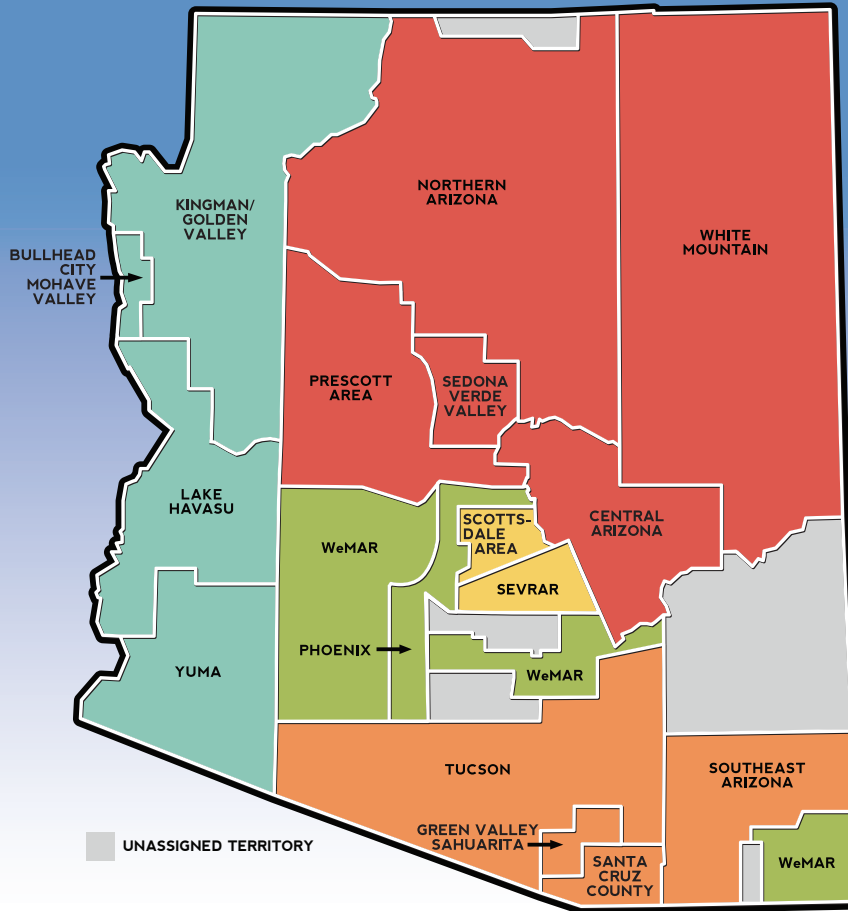 NORTHERN
ARIZONA
KINGMAN/
GOLDEN
VALLEY
WHITE
MOUNTAIN
BULLHEAD
CITY
MOHAVE
VALLEY
PRESCOTT
AREA
SEDONA
VERDE
VALLEY
LAKE
HAVASU
WeMAR
SCOTTS-
DALE
AREA
CENTRAL
ARIZONA
SEVRAR
PHOENIX
YUMA
WeMAR
TUCSON
SOUTHEAST
ARIZONA
GREEN VALLEY
SAHUARITA
UNASSIGNED TERRITORY
SANTA
CRUZ
COUNTY
WeMAR